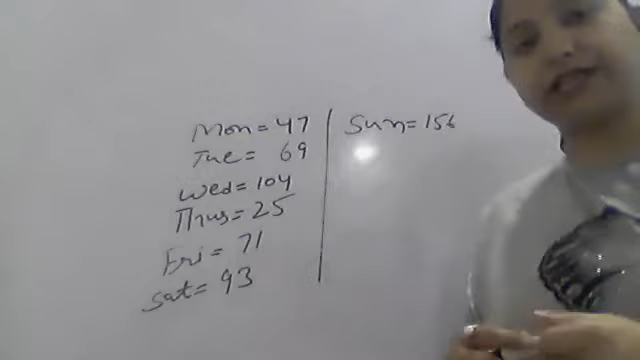 Mon = 47
Tue = 69
Wed = 104
Thus = 25
Fri = 71
Sat = 93
Sun = 156